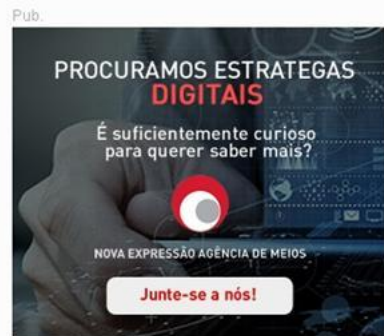 Pub.
PROCURAMOS ESTRATEGAS
DIGITAIS
É suficientemente curioso
para querer saber mais?
NOVA EXPRESSÃO AGÊNCIA DE MEIOS
Junte-se a nós!